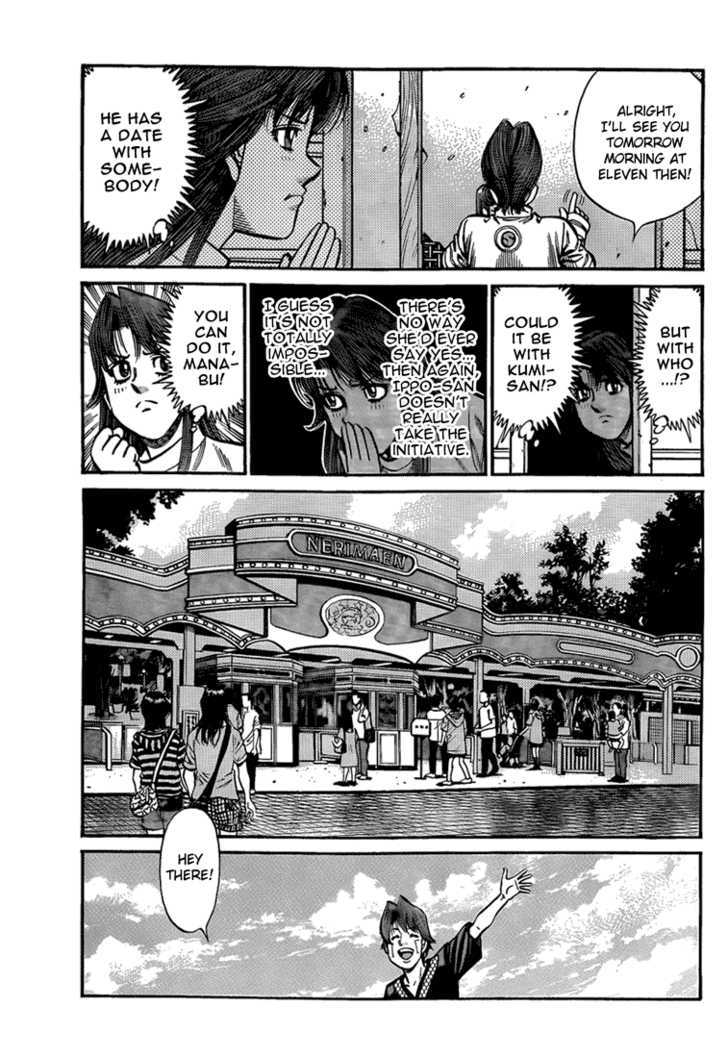 ALRIGHT,
I'LL SEE YOU
TOMORROW
MORNING AT
ELEVEN THEN!
HE HAS
A DATE
WITH
SOME-
BODY!
BUT
WITH
WHO
...!?
COULD
IT BE
WITH
KUMI-
SAN!?
THERE'S
NO WAY
SHE'D EVER
SAY YES...
THEN AGAIN,
IPPO-SAN
DOESN'T
REALLY
TAKE THE
INITIATIVE.
I GUESS
IT'S NOT
TOTALLY
IMPOS-
SIBLE...
YOU
CAN
DO IT,
MANA-
BU!
NERIMAEN
HEY
THERE!